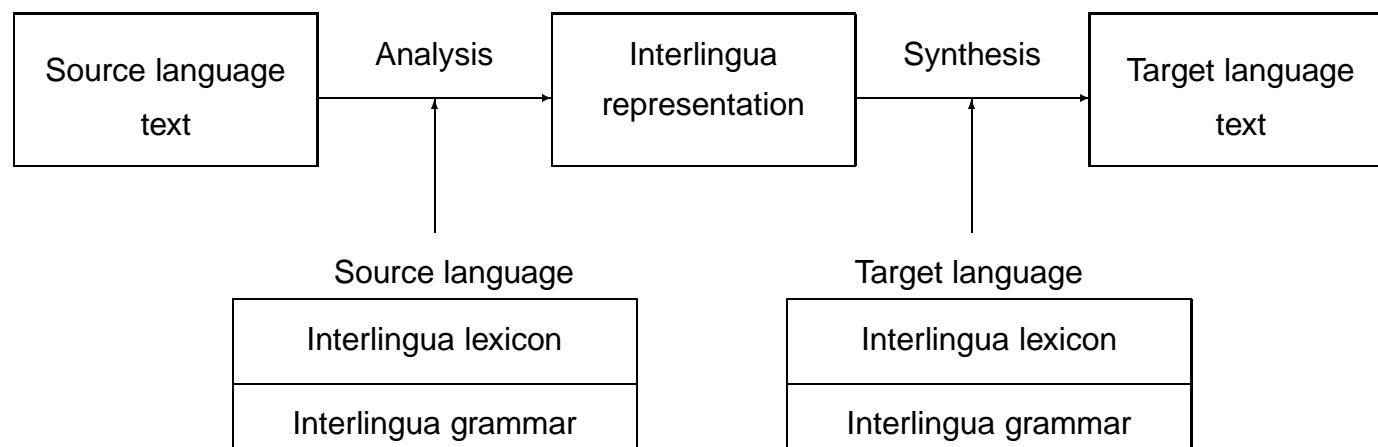 Source language
text
Analysis
Interlingua
representation
Synthesis
Target language
text
Source language
Interlingua lexicon
Interlingua grammar
Target language
Interlingua lexicon
Interlingua grammar